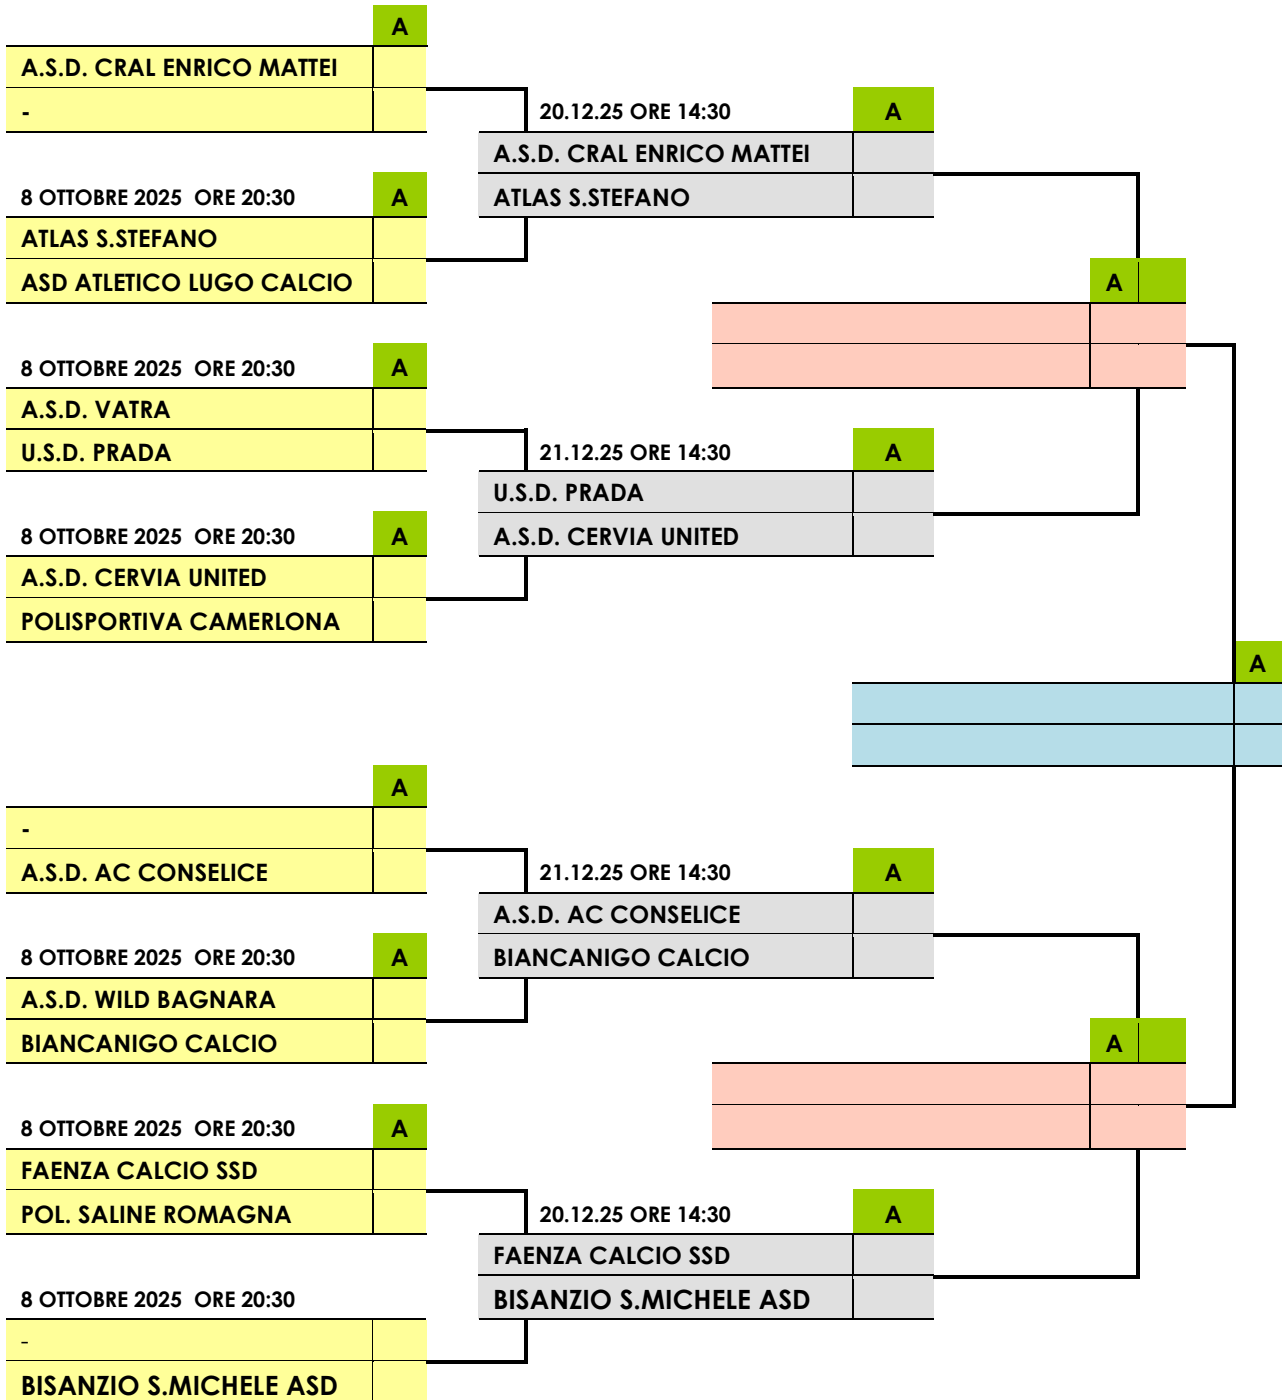 A
A.S.D. CRAL ENRICO MATTEI
-
20.12.25 ORE 14:30 A
A.S.D. CRAL ENRICO MATTEI
ATLAS S.STEFANO
8 OTTOBRE 2025 ORE 20:30 A
ATLAS S.STEFANO
ASD ATLETICO LUGO CALCIO
A
8 OTTOBRE 2025 ORE 20:30 A
A.S.D. VATRA
U.S.D. PRADA
21.12.25 ORE 14:30 A
U.S.D. PRADA
A.S.D. CERVIA UNITED
8 OTTOBRE 2025 ORE 20:30 A
A.S.D. CERVIA UNITED
POLISPORTIVA CAMERLONA
A
A
-
A.S.D. AC CONSELICE
21.12.25 ORE 14:30 A
A.S.D. AC CONSELICE
BIANCANIGO CALCIO
8 OTTOBRE 2025 ORE 20:30 A
A.S.D. WILD BAGNARA
BIANCANIGO CALCIO
A
8 OTTOBRE 2025 ORE 20:30 A
FAENZA CALCIO SSD
POL. SALINE ROMAGNA
20.12.25 ORE 14:30 A
FAENZA CALCIO SSD
BISANZIO S.MICHELE ASD
8 OTTOBRE 2025 ORE 20:30
-
BISANZIO S.MICHELE ASD